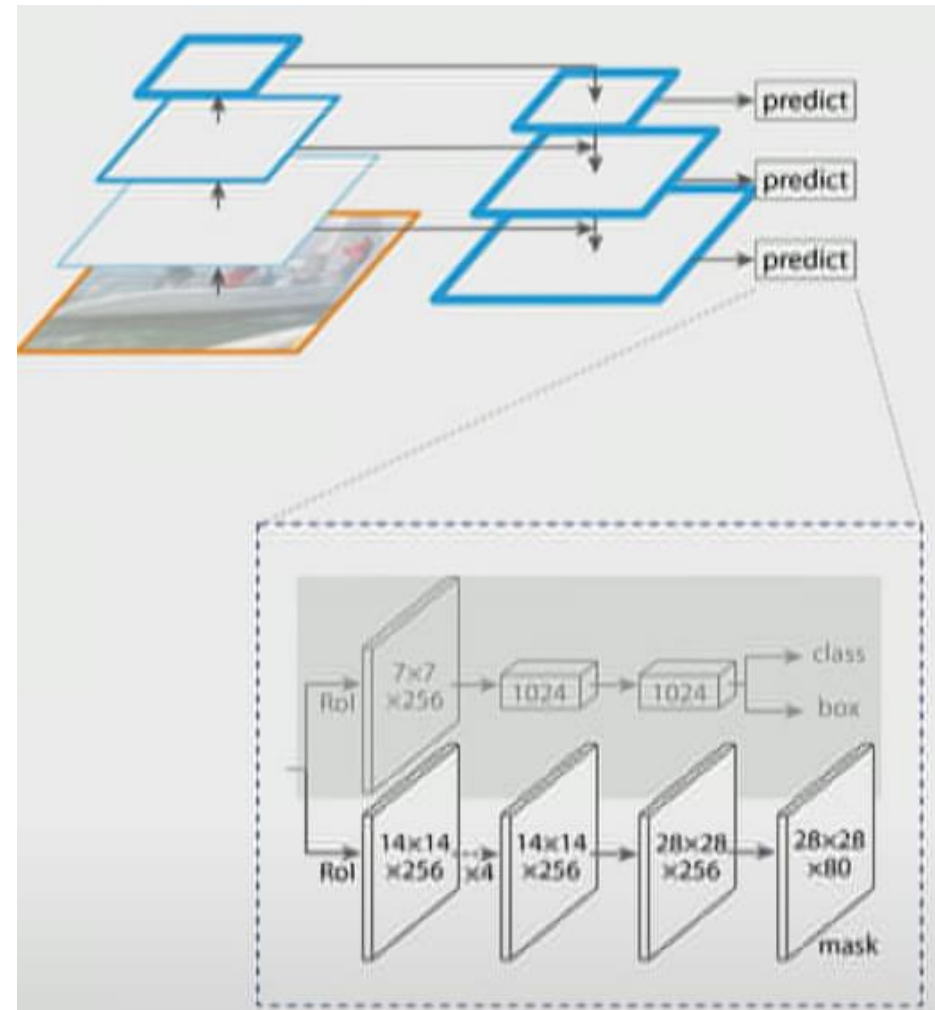 predict
predict
predict
RoI
7×7
×256
1024
1024
class
box
RoI
14×14
×256
×4
14×14
×256
28×28
×256
28×28
×80
mask